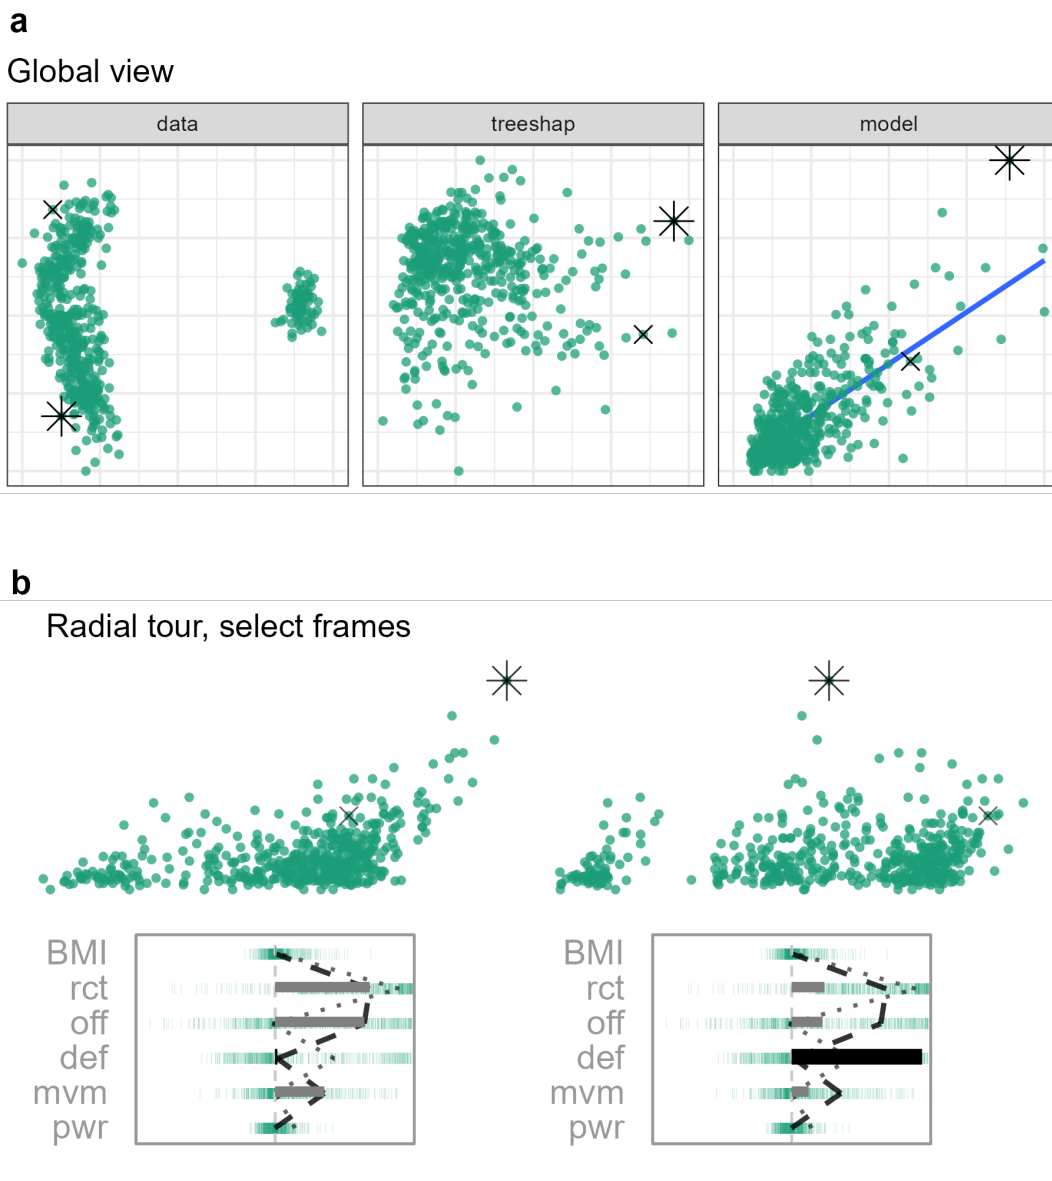 a
Global view
data treeshap model
b
Radial tour, select frames
BMI BMI
rct rct
off off
def def
mvm mvm
pwr pwr